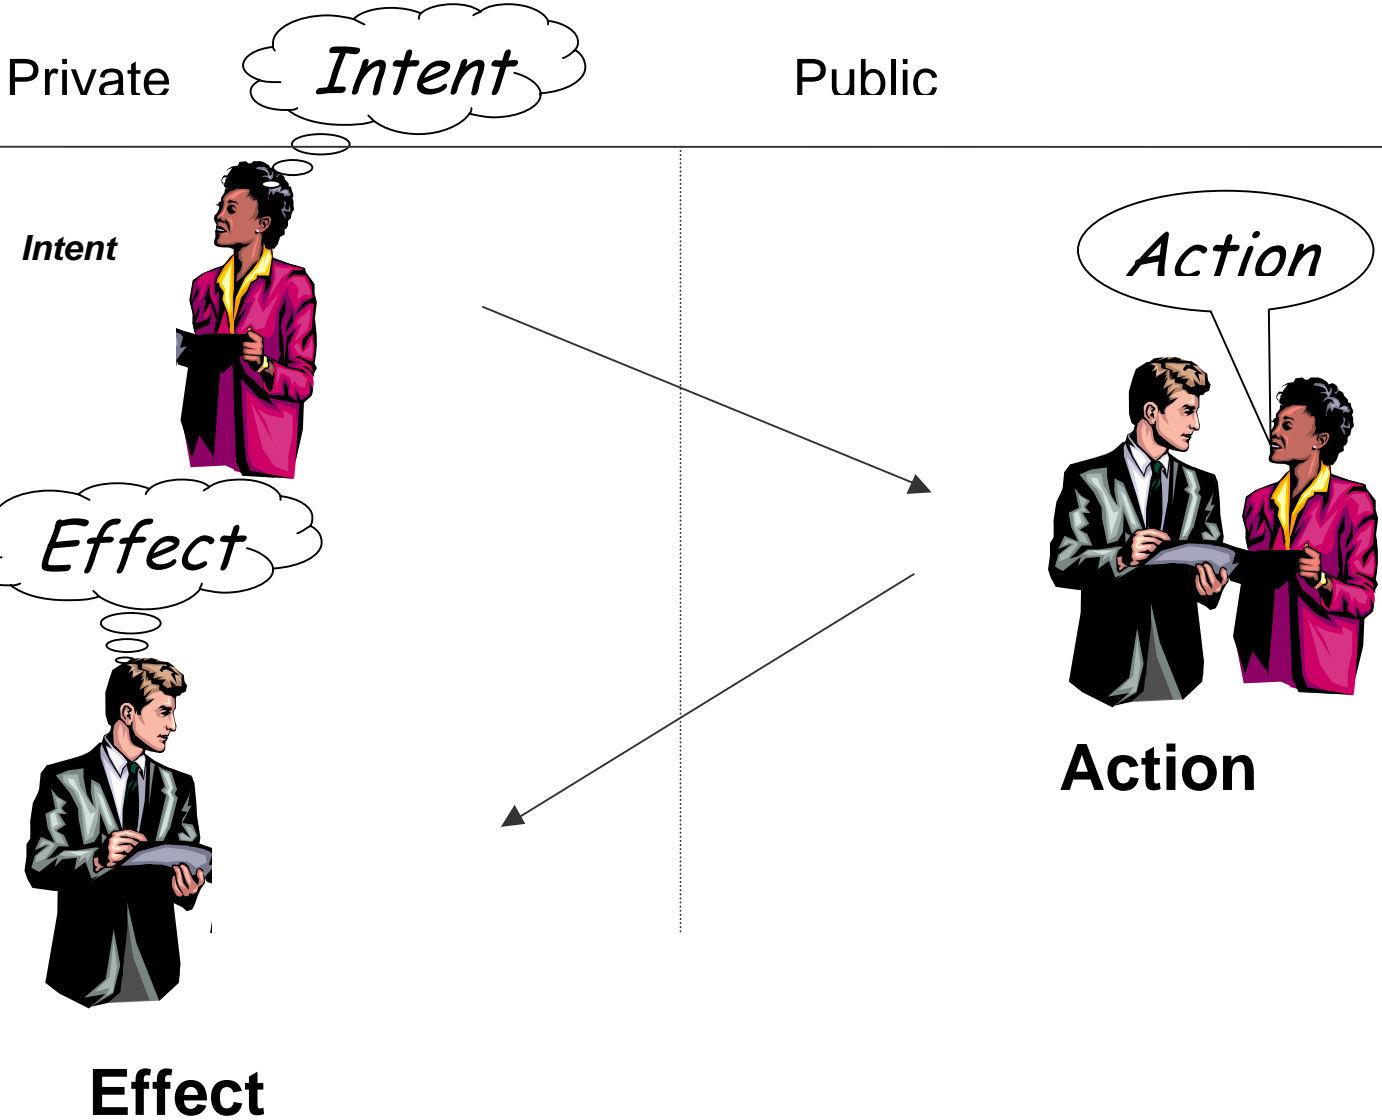 Private
Intent
Public
Intent
Action
Effect
Action
Effect